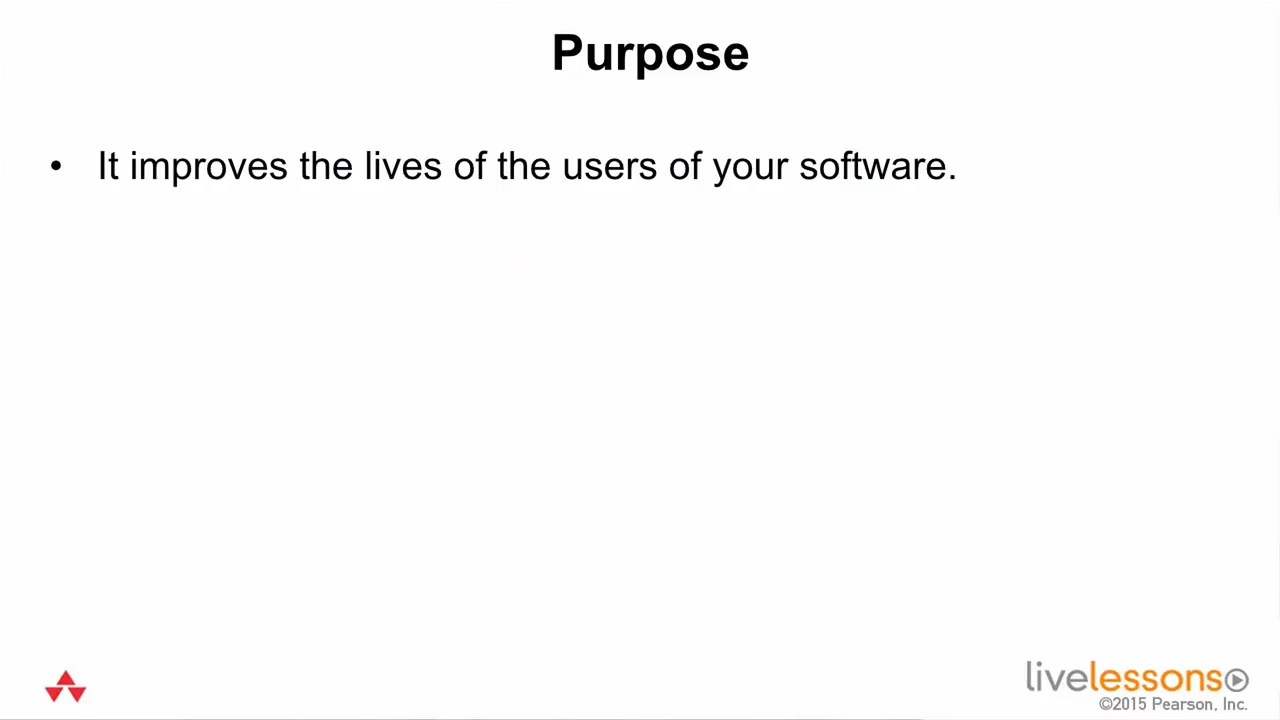 Purpose
• It improves the lives of the users of your software.
livelessons
©2015 Pearson, Inc.